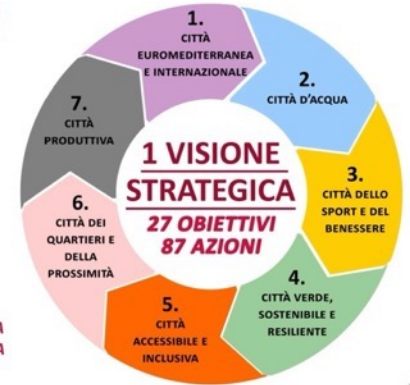 1.
CITTÀ
EUROMEDITERRANEA
E INTERNAZIONALE
2.
CITTÀ D'ACQUA
3.
CITTÀ DELLO
SPORT E DEL
BENESSERE
4.
CITTÀ VERDE,
SOSTENIBILE E
RESILIENTE
5.
CITTÀ
ACCESSIBILE E
INCLUSIVA
6.
CITTÀ DEI
QUARTIERI E
DELLA
PROSSIMITÀ
7.
CITTÀ
PRODUTTIVA
1 VISIONE
STRATEGICA
27 OBIETTIVI
87 AZIONI
A
A